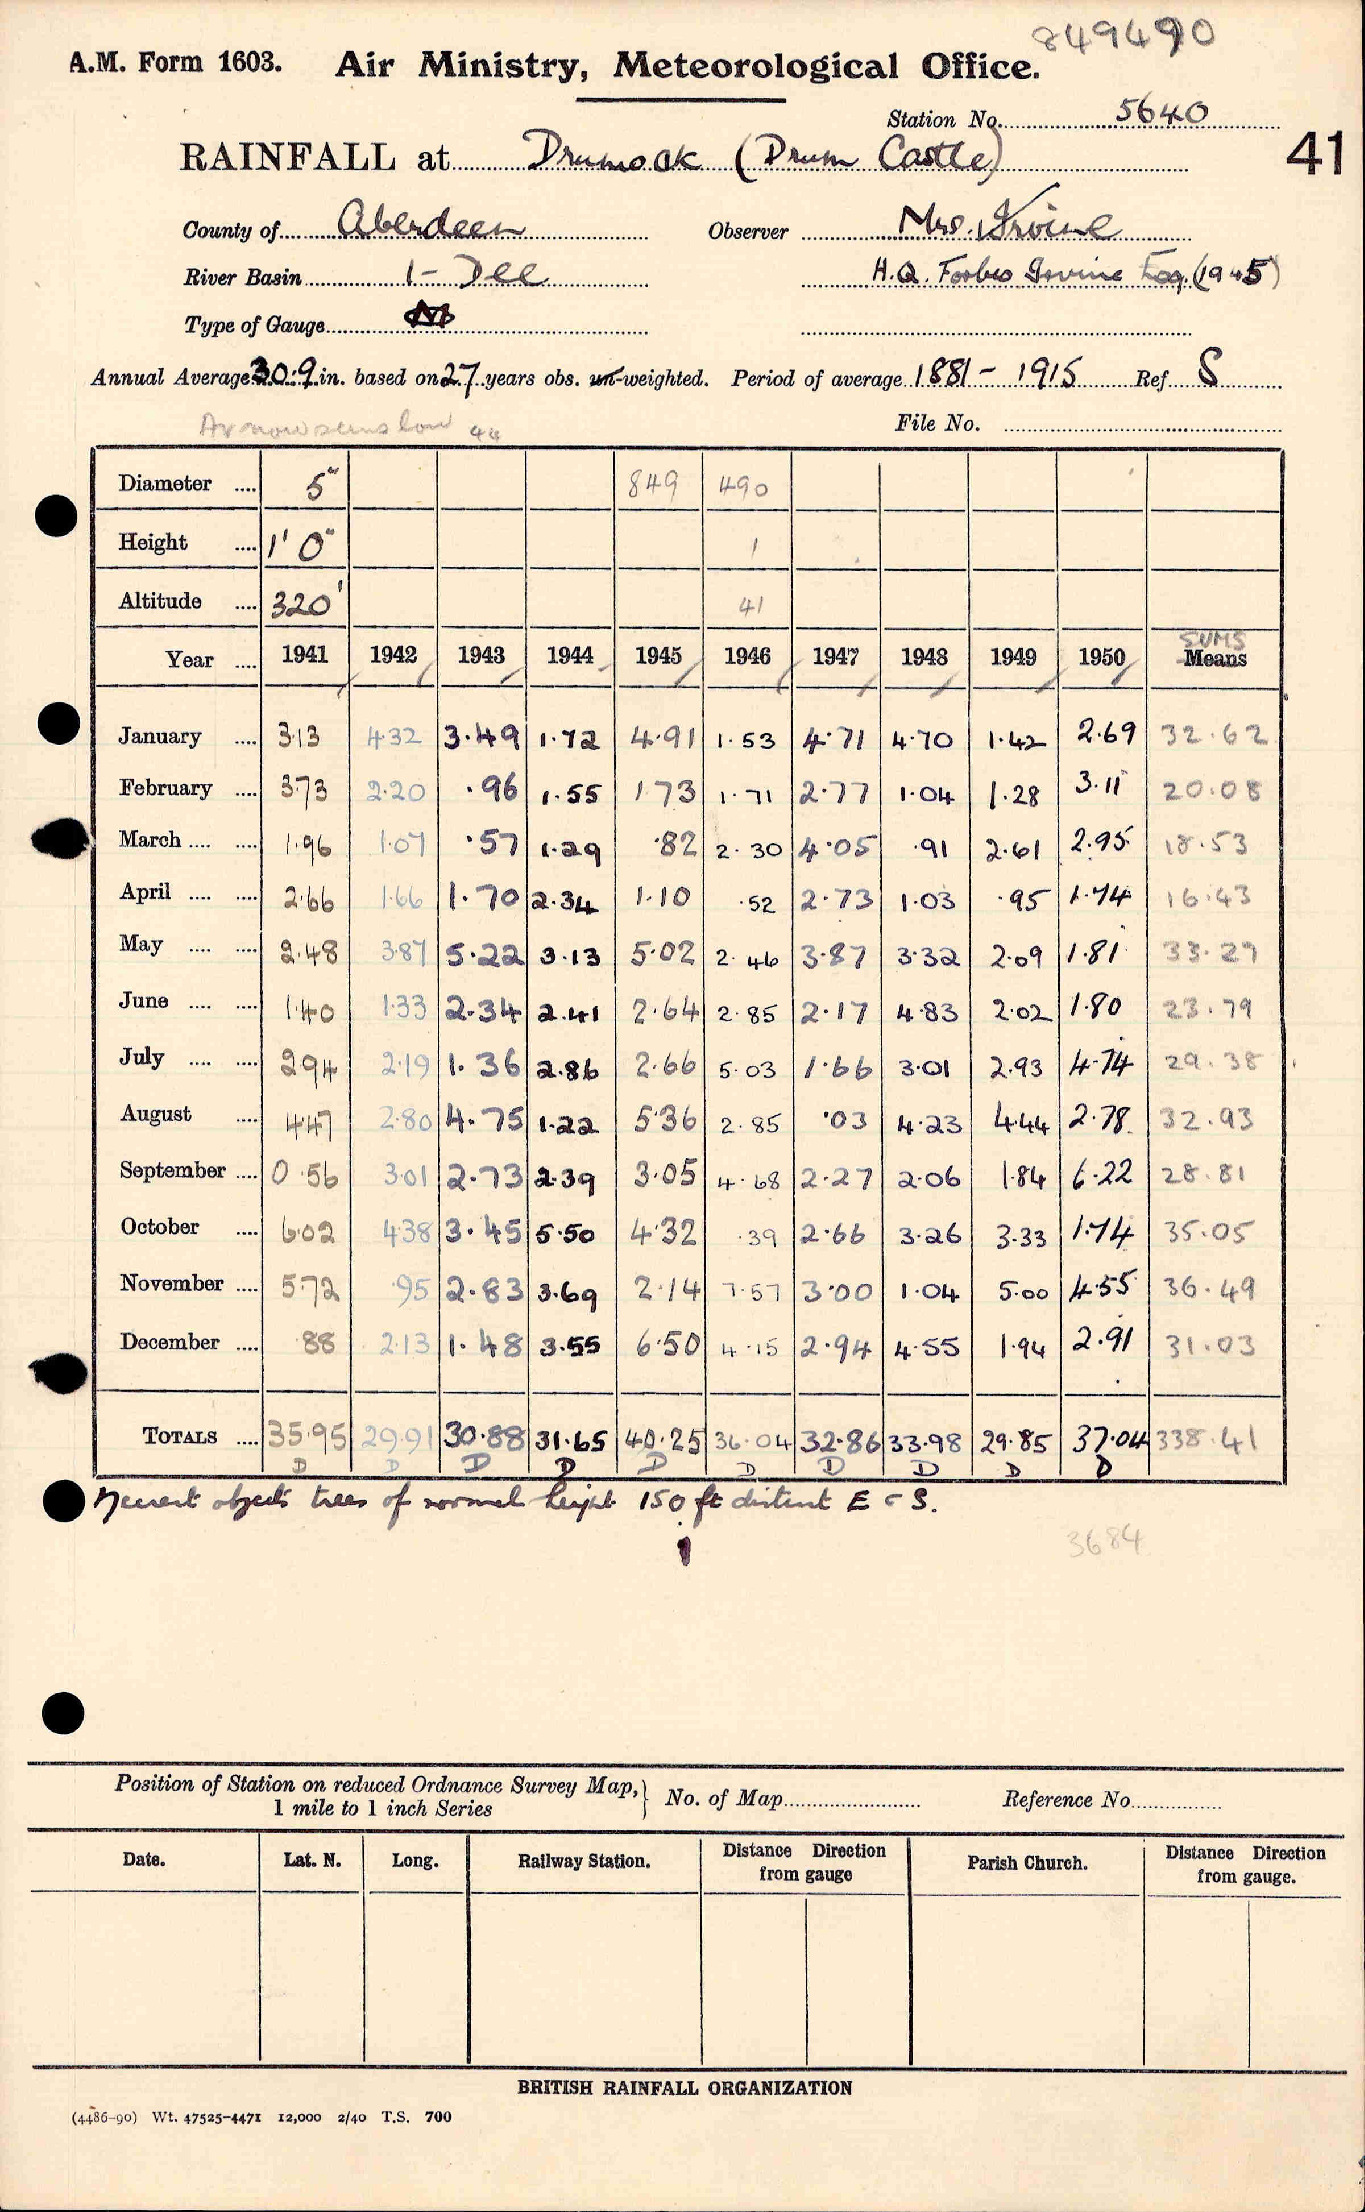 849490
A.M. Form 1603. Air Ministry, Meteorological Office.
Station No. 5640
RAINFALL at Drumoak (Drum Castle) 41
County of Aberdeen Observer Mrs. Irvine
River Basin 1- Dee H.Q. Forbes Irvine Esq. (1945)
Type of Gauge M
Annual Average 30.9 in. based on 27 years obs. un-weighted. Period of average 1881 - 1915 Ref S
Av now seems low 44 File No.
Diameter .... 5" 849 490
Height .... 1' 0" 1
Altitude .... 320' 41
SUMS
Year .... 1941 1942 1943 1944 1945 1946 1947 1948 1949 1950 Means
January .... 3.13 4.32 3.49 1.72 4.91 1.53 4.71 4.70 1.42 2.69 32.62
February .... 3.73 2.20 .96 1.55 1.73 1.71 2.77 1.04 1.28 3.11 20.08
March .... .... 1.96 1.07 .57 1.29 .82 2.30 4.05 .91 2.61 2.95 18.53
April .... .... 2.66 1.66 1.70 2.34 1.10 .52 2.73 1.03 .95 1.74 16.43
May .... .... 2.48 3.87 5.22 3.13 5.02 2.46 3.87 3.32 2.09 1.81 33.27
June .... .... 1.40 1.33 2.34 2.41 2.64 2.85 2.17 4.83 2.02 1.80 23.79
July .... .... 2.94 2.19 1.36 2.86 2.66 5.03 1.66 3.01 2.93 4.74 29.38
August .... 4.47 2.80 4.75 1.22 5.36 2.85 .03 4.23 4.44 2.78 32.93
September .... 0.56 3.01 2.73 2.39 3.05 4.68 2.27 2.06 1.84 6.22 28.81
October .... 6.02 4.38 3.45 5.50 4.32 .39 2.66 3.26 3.33 1.74 35.05
November .... 5.72 .95 2.83 3.69 2.14 7.57 3.00 1.04 5.00 4.55 36.49
December .... .88 2.13 1.48 3.55 6.50 4.15 2.94 4.55 1.94 2.91 31.03
TOTALS .... 35.95 29.91 30.88 31.65 40.25 36.04 32.86 33.98 29.85 37.04 338.41
D D D D D D D D D D
Nearest objects trees of normal height 150 ft distant E & S.
3684
Position of Station on reduced Ordnance Survey Map, No. of Map Reference No.
1 mile to 1 inch Series
Date. Lat. N. Long. Railway Station. Distance Direction from gauge Parish Church. Distance Direction from gauge.
BRITISH RAINFALL ORGANIZATION
(4486-90) Wt. 47525-4471 12,000 2/40 T.S. 700